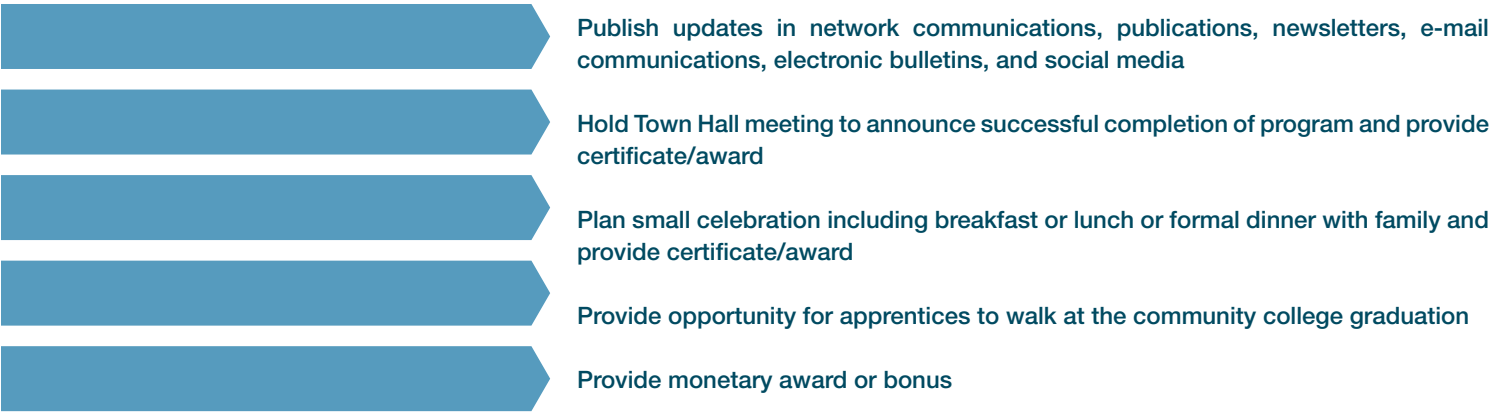 Publish updates in network communications, publications, newsletters, e-mail
communications, electronic bulletins, and social media
Hold Town Hall meeting to announce successful completion of program and provide
certificate/award
Plan small celebration including breakfast or lunch or formal dinner with family and
provide certificate/award
Provide opportunity for apprentices to walk at the community college graduation
Provide monetary award or bonus